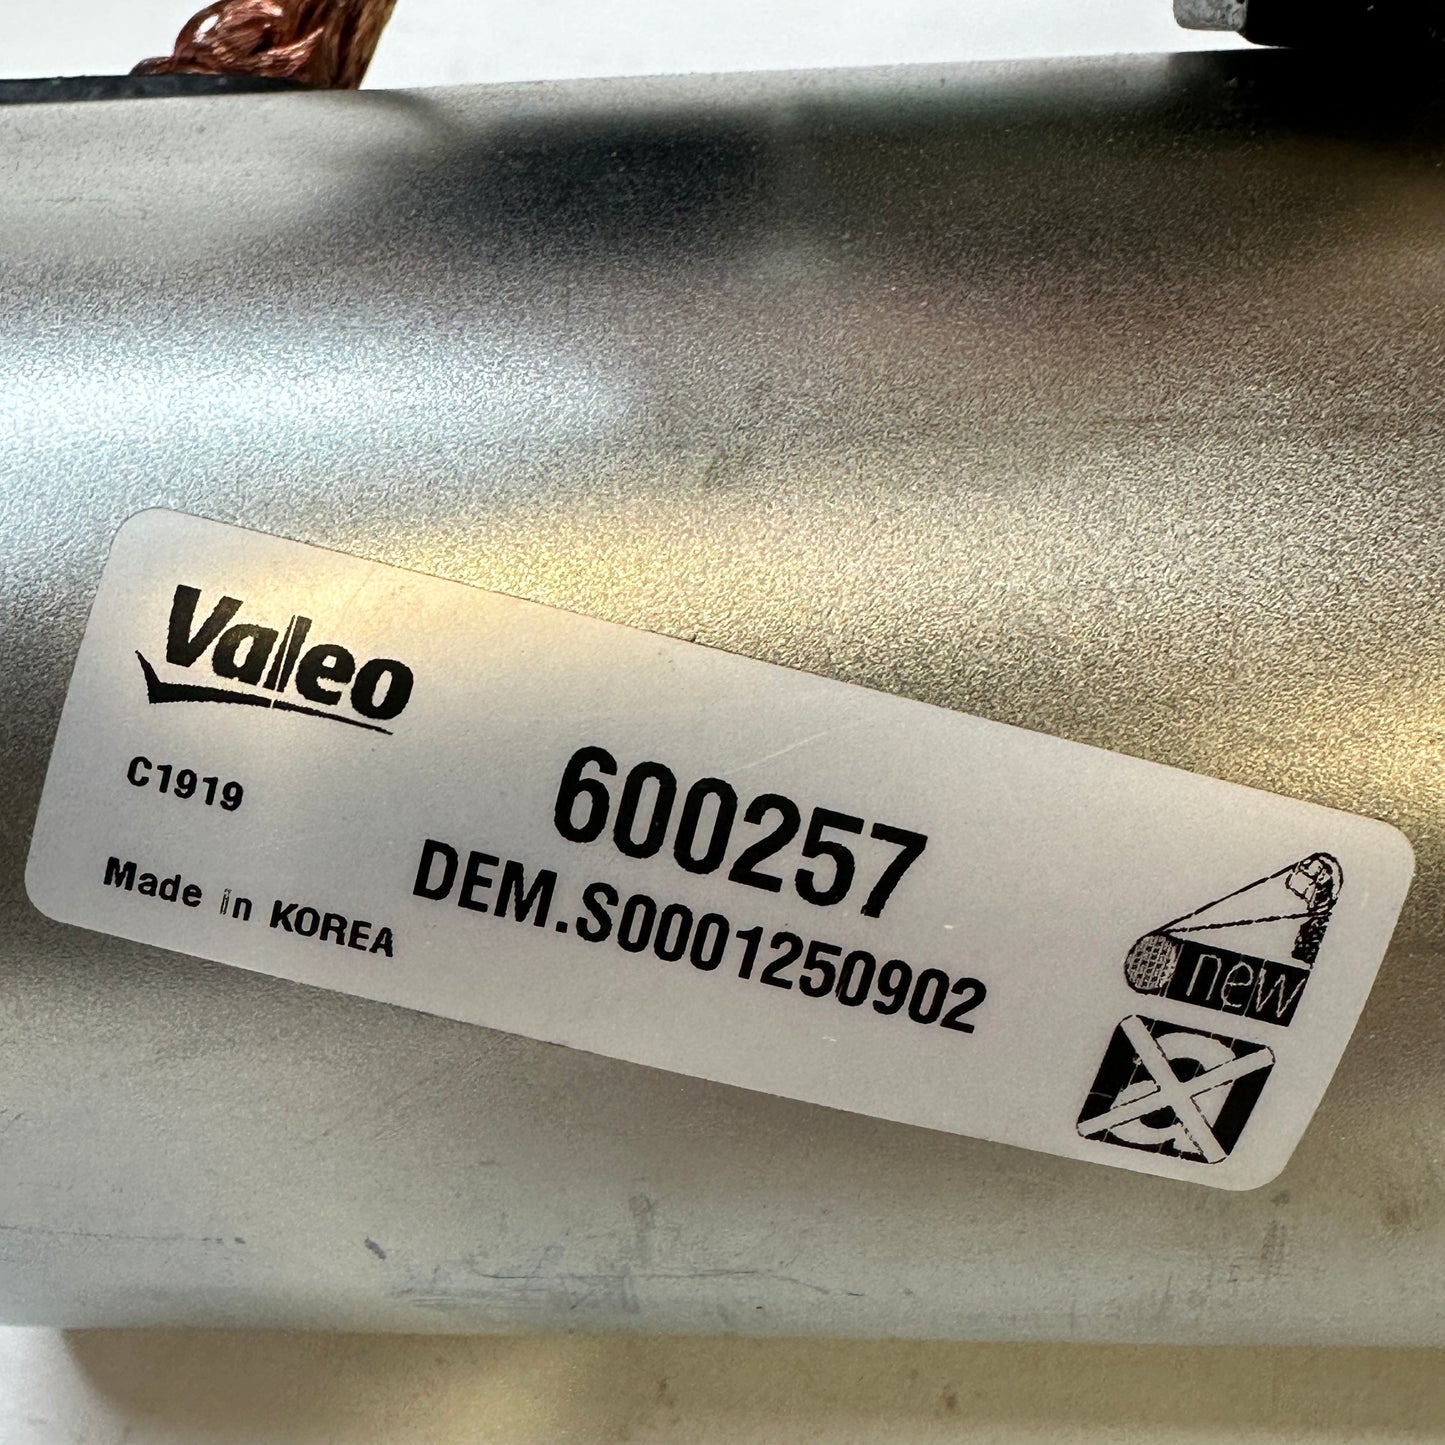 Valeo
C1919
Made in KOREA
600257
DEM.S0001250902
new